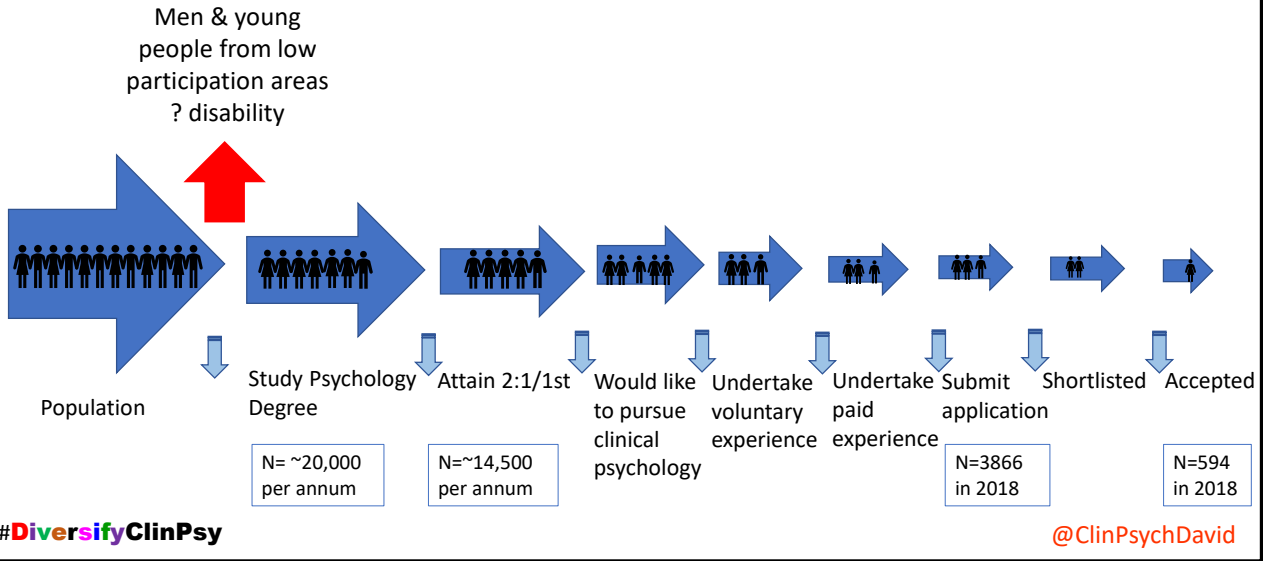 Men & young
people from low
participation areas
? disability
Population
Study Psychology
Degree
N= ~20,000
per annum
Attain 2:1/1st
N=~14,500
per annum
Would like
to pursue
clinical
psychology
Undertake
voluntary
experience
Undertake
paid
experience
Submit
application
N=3866
in 2018
Shortlisted
Accepted
N=594
in 2018
#DiversifyClinPsy
@ClinPsychDavid